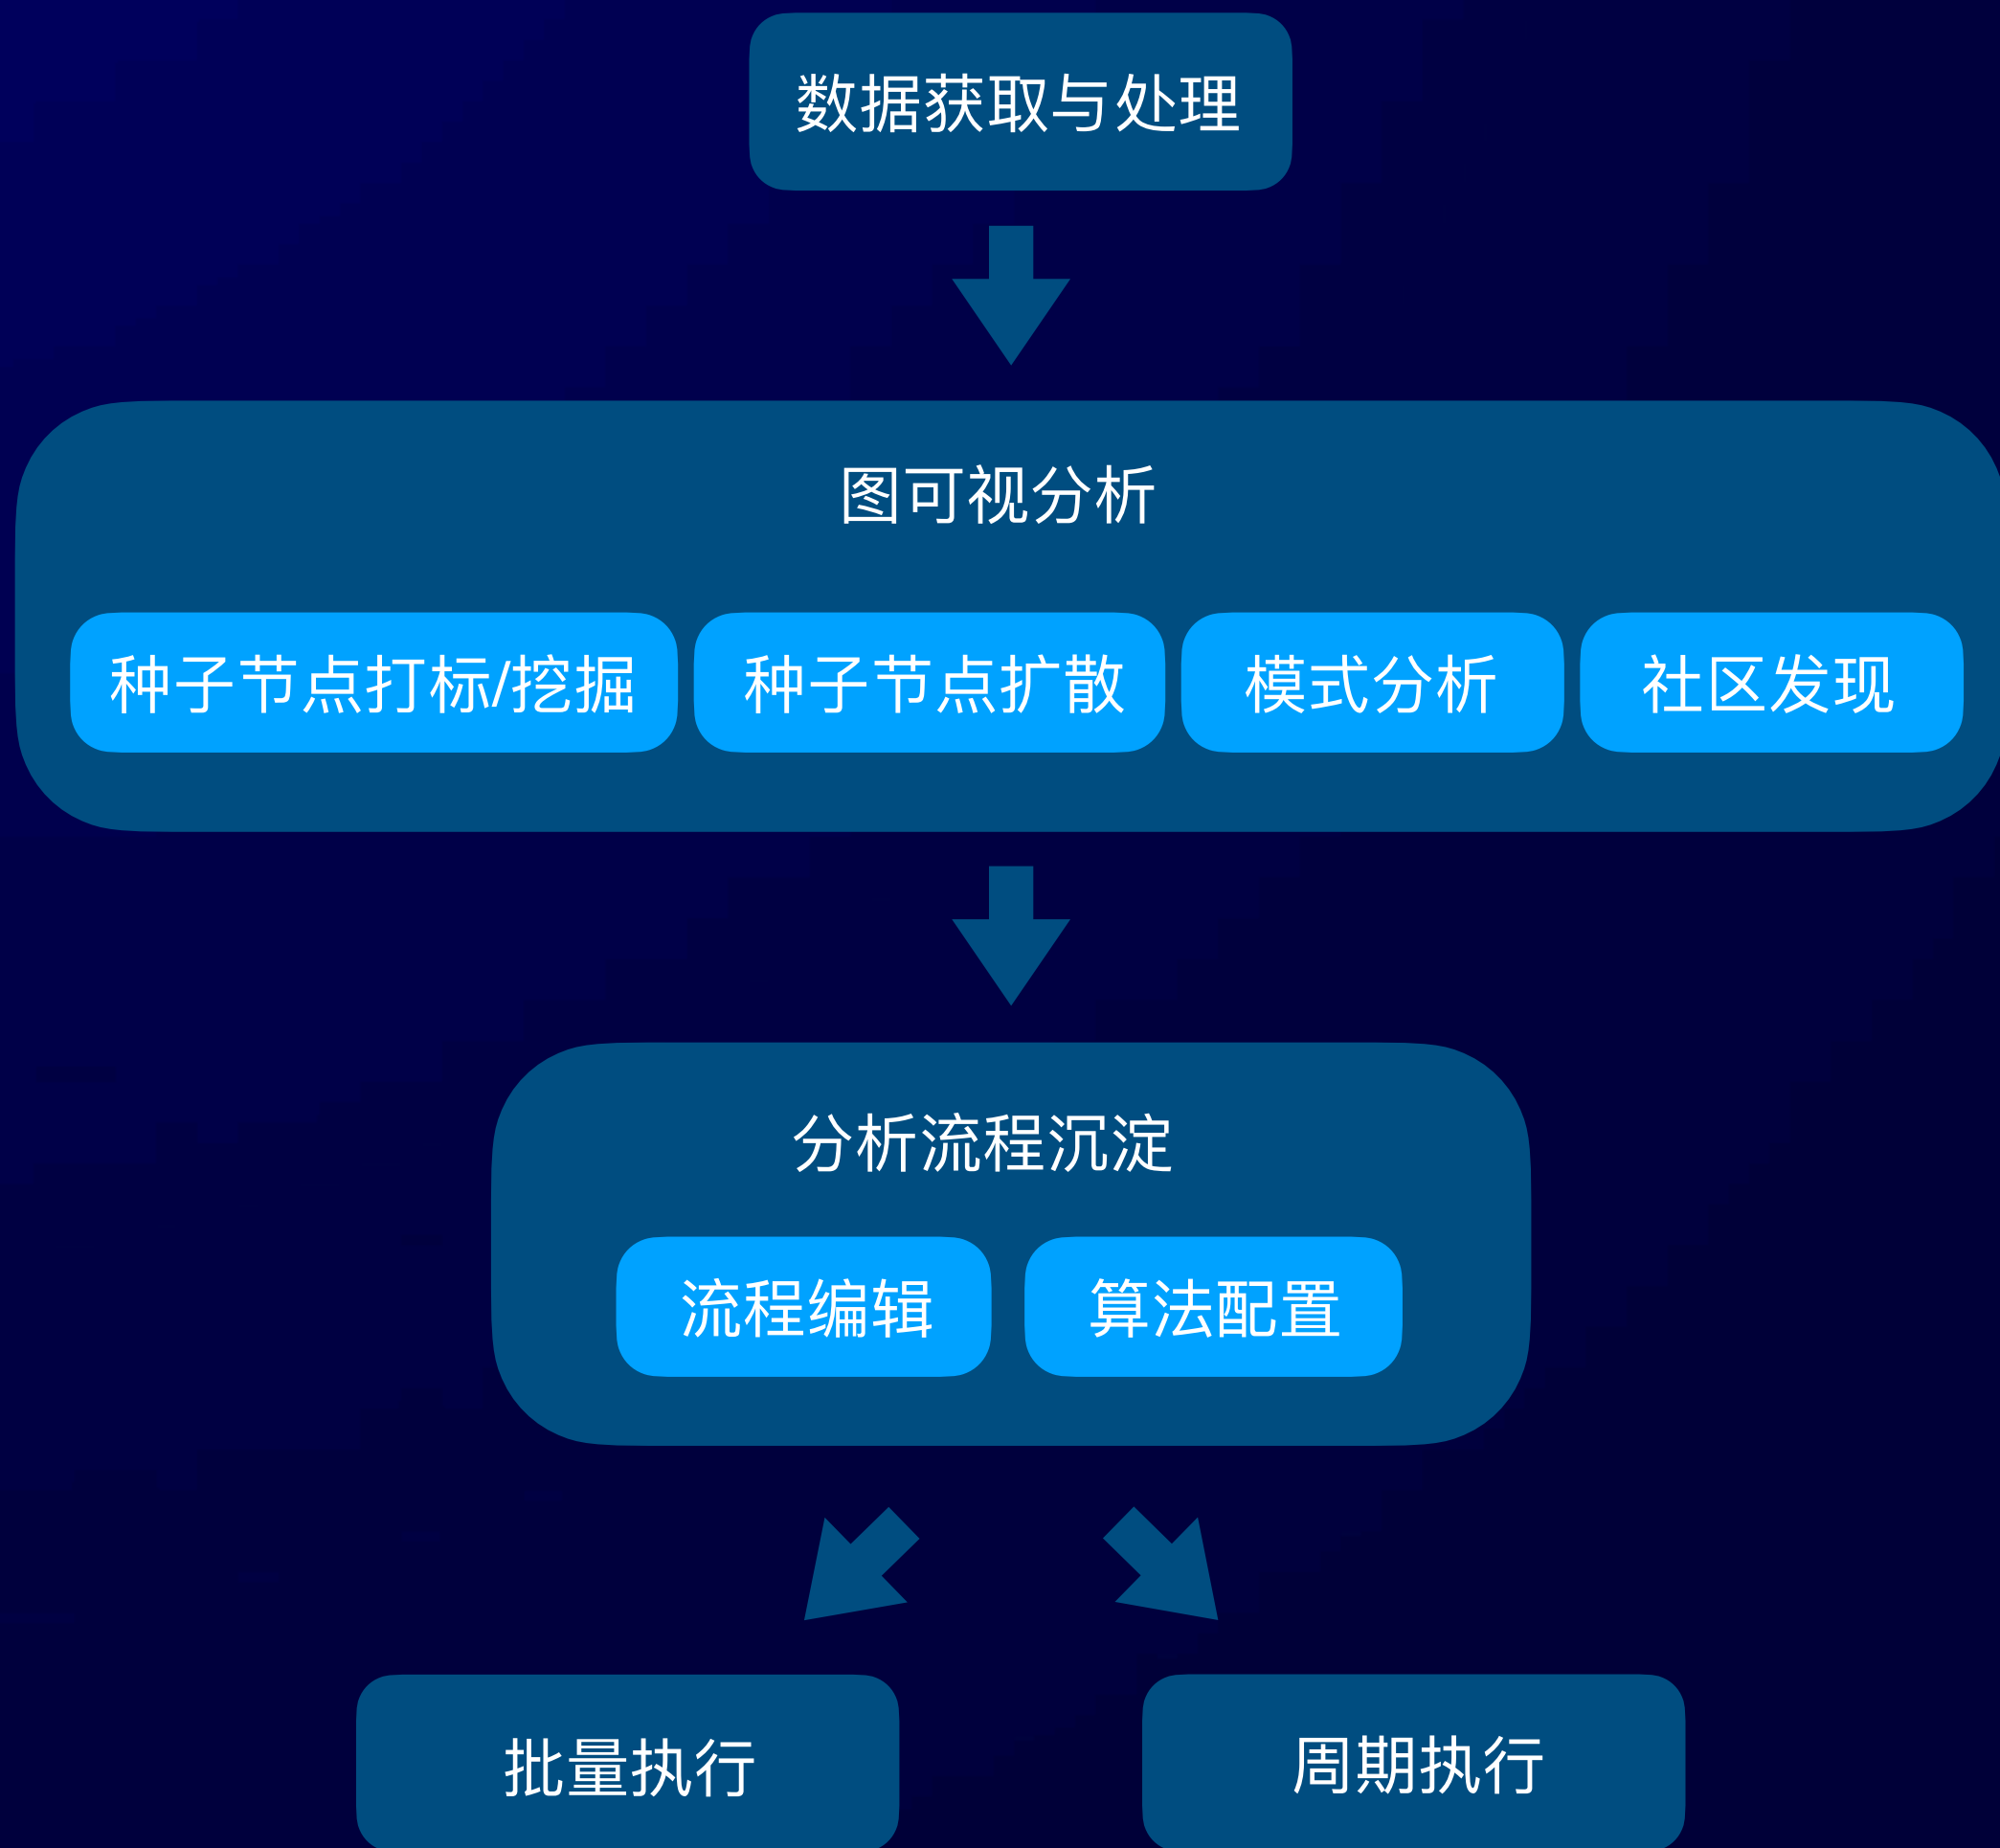 数据获取与处理
图可视分析
种子节点打标/挖掘
种子节点扩散
模式分析
社区发现
分析流程沉淀
流程编辑
算法配置
批量执行
周期执行